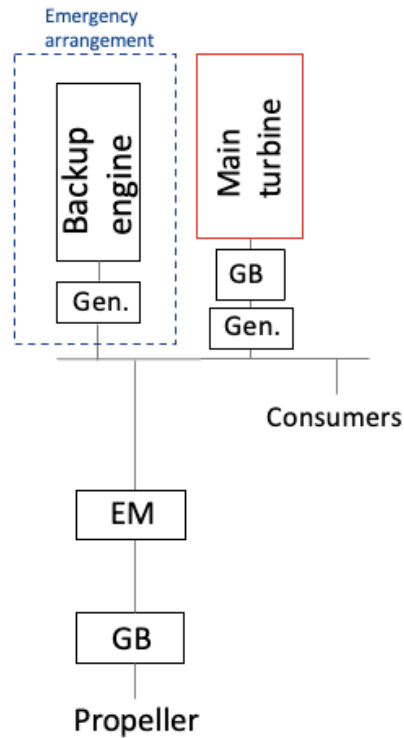 Emergency
arrangement
Backup
engine
Main
turbine
GB
Gen.
Gen.
Consumers
EM
GB
Propeller